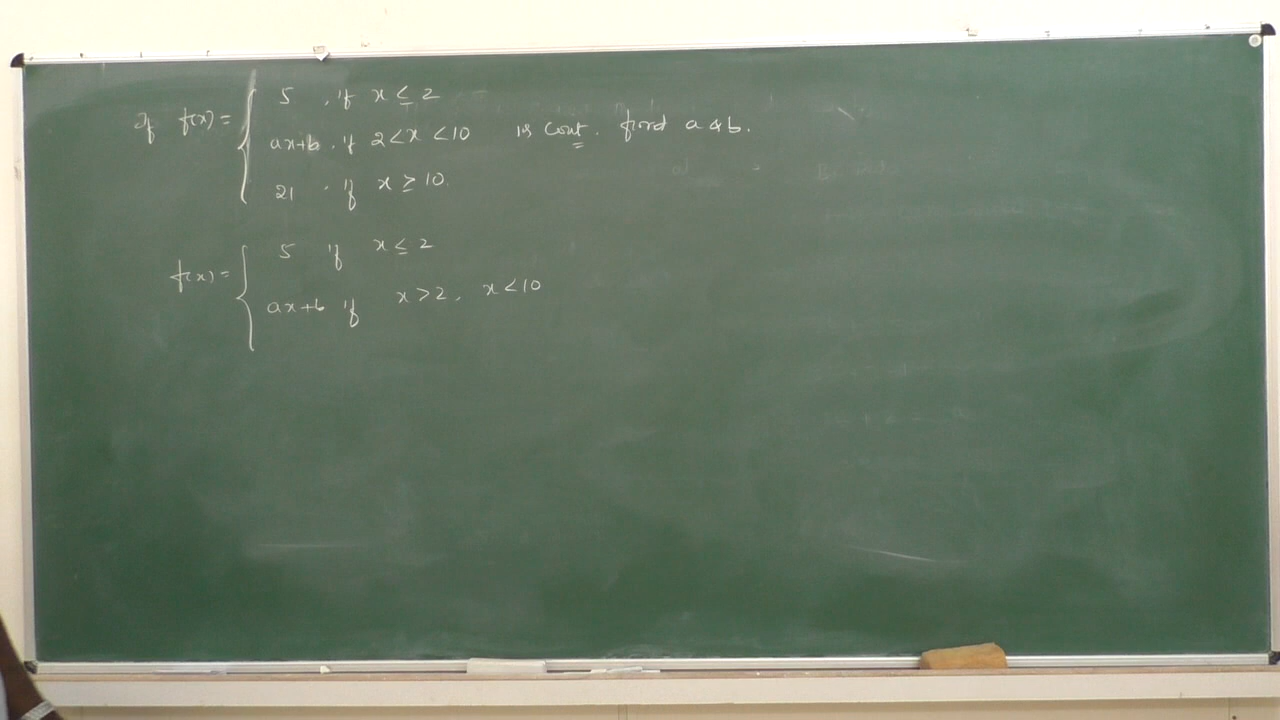 If f(x) = { 5 , if x ≤ 2
ax+b , if 2 < x < 10 is cont. find a & b.
21 , if x ≥ 10.
f(x) = { 5 if x ≤ 2
ax+b if x > 2, x < 10